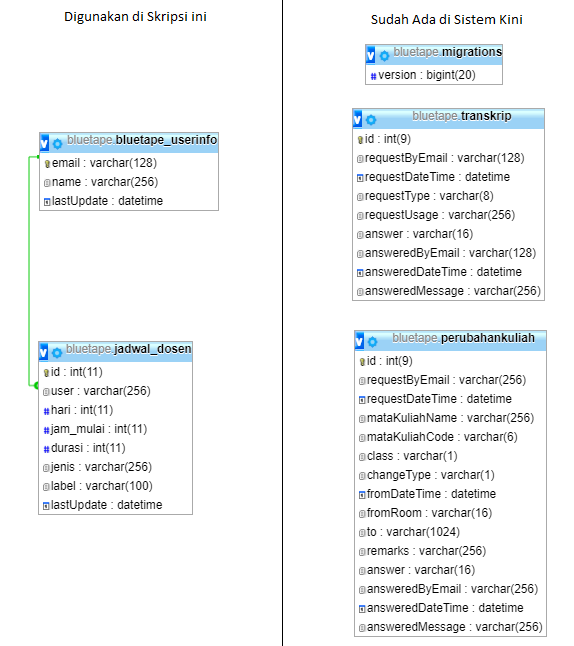 Digunakan di Skripsi ini
bluetape.bluetape_userinfo
email : varchar(128)
name : varchar(256)
lastUpdate : datetime
bluetape.jadwal_dosen
id : int(11)
user : varchar(256)
hari : int(11)
jam_mulai : int(11)
durasi : int(11)
jenis : varchar(256)
label : varchar(100)
lastUpdate : datetime
Sudah Ada di Sistem Kini
bluetape.migrations
version : bigint(20)
bluetape.transkrip
id : int(9)
requestByEmail : varchar(128)
requestDateTime : datetime
requestType : varchar(8)
requestUsage : varchar(256)
answer : varchar(16)
answeredByEmail : varchar(128)
answeredDateTime : datetime
answeredMessage : varchar(256)
bluetape.perubahankuliah
id : int(9)
requestByEmail : varchar(256)
requestDateTime : datetime
mataKuliahName : varchar(256)
mataKuliahCode : varchar(6)
class : varchar(1)
changeType : varchar(1)
fromDateTime : datetime
fromRoom : varchar(16)
to : varchar(1024)
remarks : varchar(256)
answer : varchar(16)
answeredByEmail : varchar(256)
answeredDateTime : datetime
answeredMessage : varchar(256)